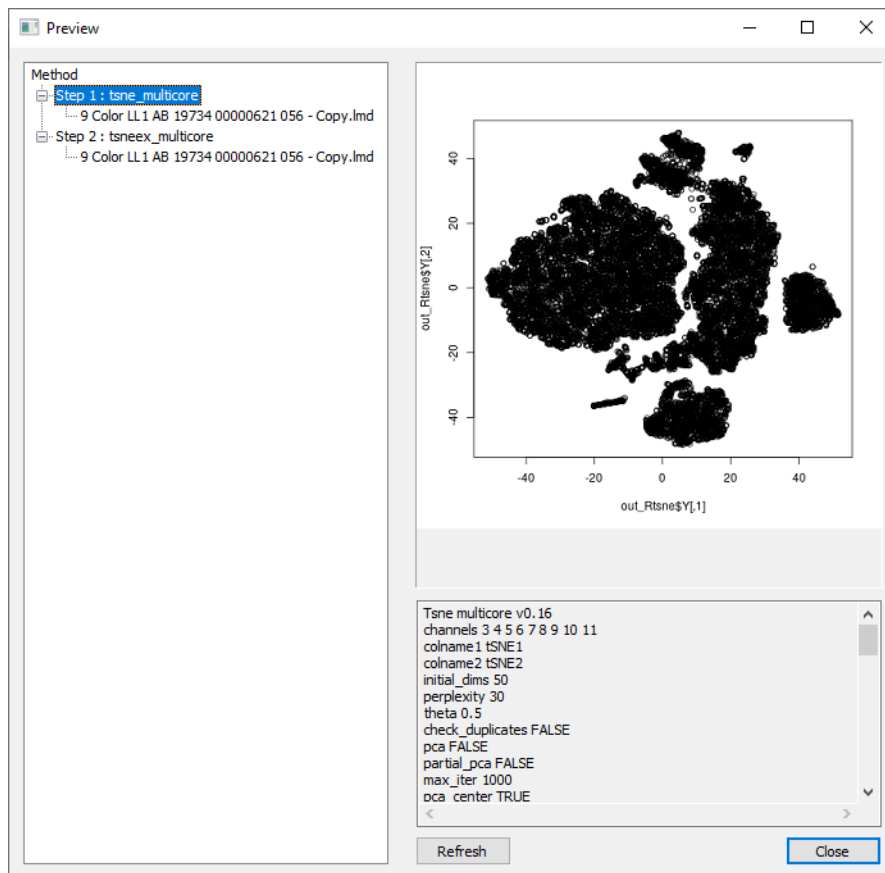 Preview
Method
Step 1 : tsne_multicore
9 Color LL1 AB 19734 00000621 056 - Copy.lmd
Step 2 : tsneex_multicore
9 Color LL1 AB 19734 00000621 056 - Copy.lmd
out_Rtsne$Y[,2]
40
20
0
-20
-40
-40
-20
0
20
40
out_Rtsne$Y[,1]
Tsne multicore v0.16
channels 3 4 5 6 7 8 9 10 11
colname1 tSNE1
colname2 tSNE2
initial_dims 50
perplexity 30
theta 0.5
check_duplicates FALSE
pca FALSE
partial_pca FALSE
max_iter 1000
pca_center TRUE
Refresh
Close